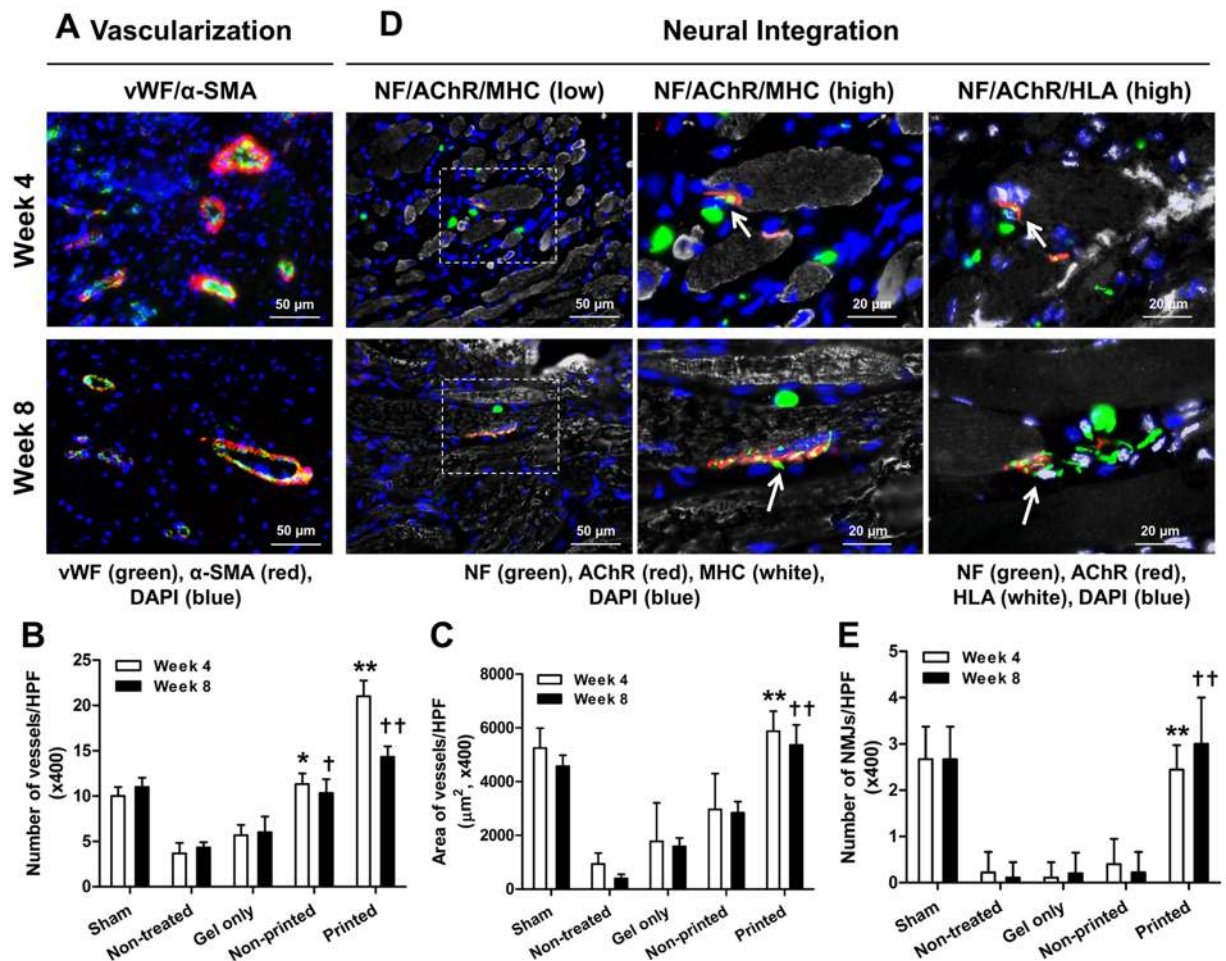 A Vascularization
D Neural Integration
vWF/α-SMA
NF/AChR/MHC (low)
NF/AChR/MHC (high)
NF/AChR/HLA (high)
Week 4
50 µm
50 µm
20 µm
20 µm
Week 8
50 µm
50 µm
20 µm
20 µm
vWF (green), α-SMA (red),
DAPI (blue)
NF (green), AChR (red), MHC (white),
DAPI (blue)
NF (green), AChR (red),
HLA (white), DAPI (blue)
B
Number of vessels/HPF
(x400)
25
20
15
10
5
0
Week 4
Week 8
*
†
**
††
Sham
Non-treated
Gel only
Non-printed
Printed
C
Area of vessels/HPF
(µm², x400)
8000
6000
4000
2000
0
Week 4
Week 8
**
††
Sham
Non-treated
Gel only
Non-printed
Printed
E
Number of NMJs/HPF
(x400)
5
4
3
2
1
0
Week 4
Week 8
**
††
Sham
Non-treated
Gel only
Non-printed
Printed